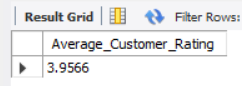 Result Grid Filter Rows:
Average_Customer_Rating
3.9566